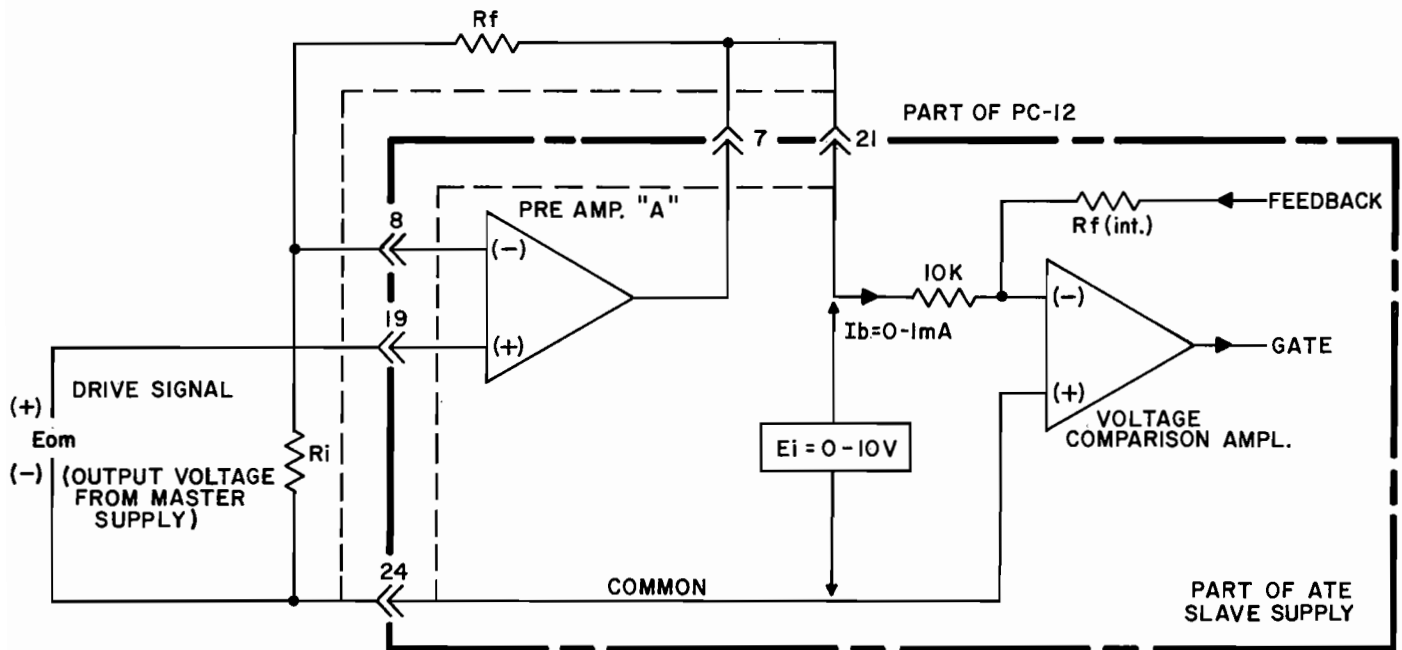 Rf
PART OF PC-12
7
21
PRE AMP. "A"
8
(-)
FEEDBACK
Rf (int.)
10K
(-)
19
(+)
Ib=0-1mA
GATE
DRIVE SIGNAL
(+)
Eom
(-)
(OUTPUT VOLTAGE
FROM MASTER
SUPPLY)
Ri
(+)
VOLTAGE
COMPARISON AMPL.
Ei = 0-10V
24
COMMON
PART OF ATE
SLAVE SUPPLY